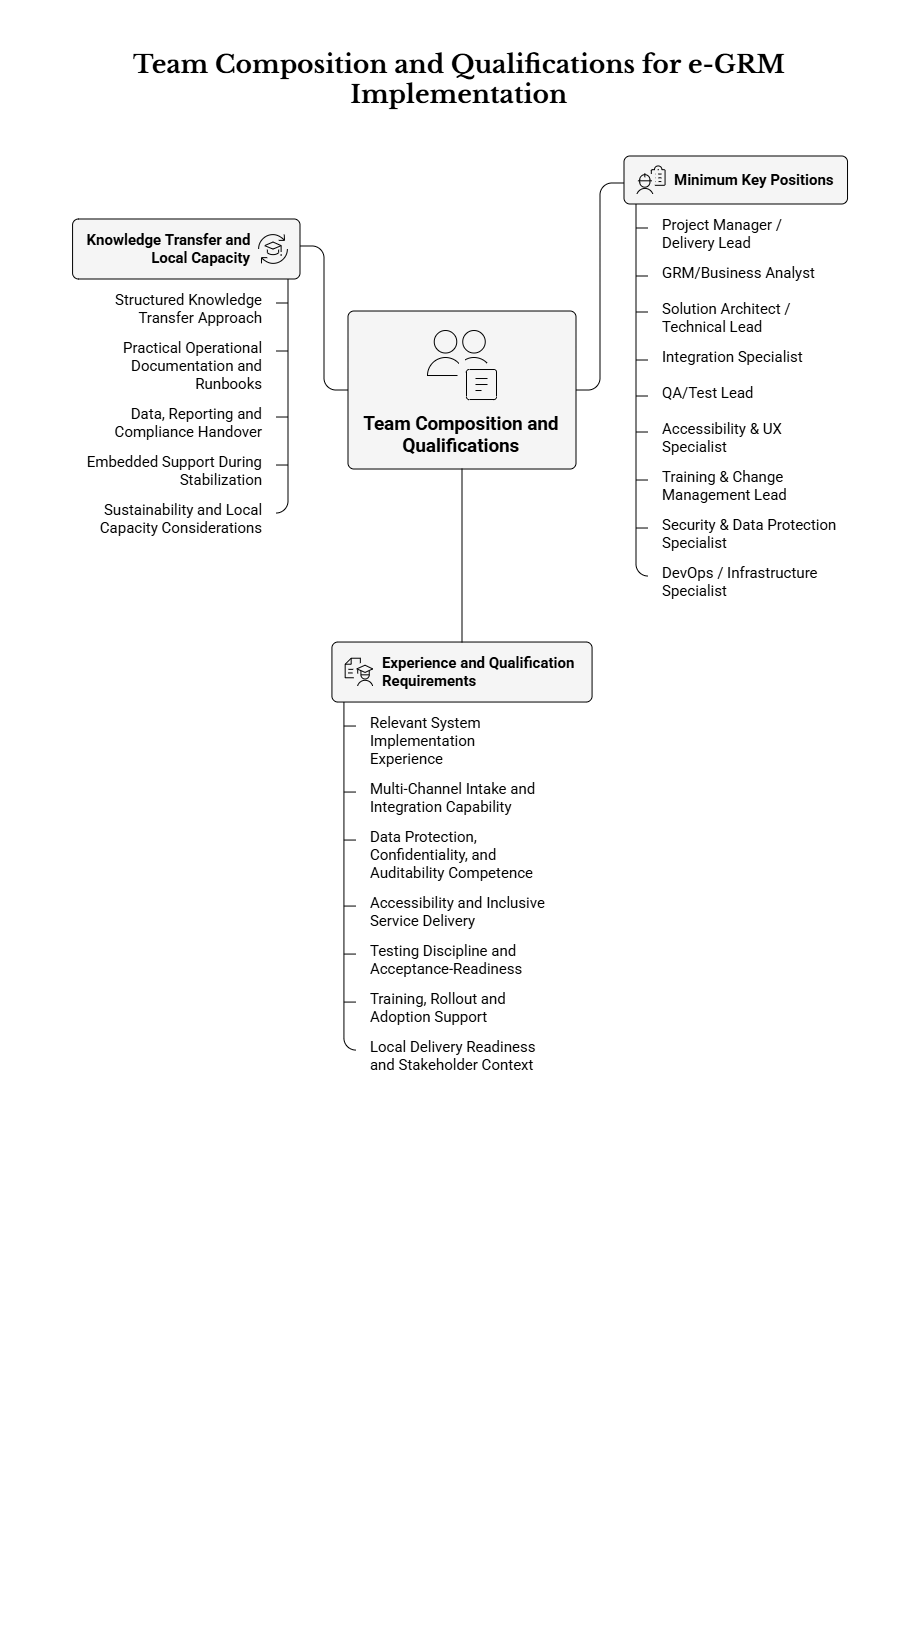 Team Composition and Qualifications for e-GRM
Implementation
Minimum Key Positions
Project Manager /
Delivery Lead
GRM/Business Analyst
Solution Architect /
Technical Lead
Integration Specialist
QA/Test Lead
Accessibility & UX
Specialist
Training & Change
Management Lead
Security & Data Protection
Specialist
DevOps / Infrastructure
Specialist
Knowledge Transfer and
Local Capacity
Structured Knowledge
Transfer Approach
Practical Operational
Documentation and
Runbooks
Data, Reporting and
Compliance Handover
Embedded Support During
Stabilization
Sustainability and Local
Capacity Considerations
Team Composition and
Qualifications
Experience and Qualification
Requirements
Relevant System
Implementation
Experience
Multi-Channel Intake and
Integration Capability
Data Protection,
Confidentiality, and
Auditability Competence
Accessibility and Inclusive
Service Delivery
Testing Discipline and
Acceptance-Readiness
Training, Rollout and
Adoption Support
Local Delivery Readiness
and Stakeholder Context